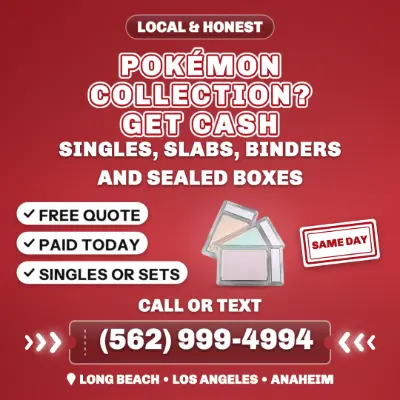 LOCAL & HONEST
POKÉMON
COLLECTION?
GET CASH
SINGLES, SLABS, BINDERS
AND SEALED BOXES
✓ FREE QUOTE
✓ PAID TODAY
✓ SINGLES OR SETS
SAME DAY
CALL OR TEXT
(562) 999-4994
LONG BEACH • LOS ANGELES • ANAHEIM